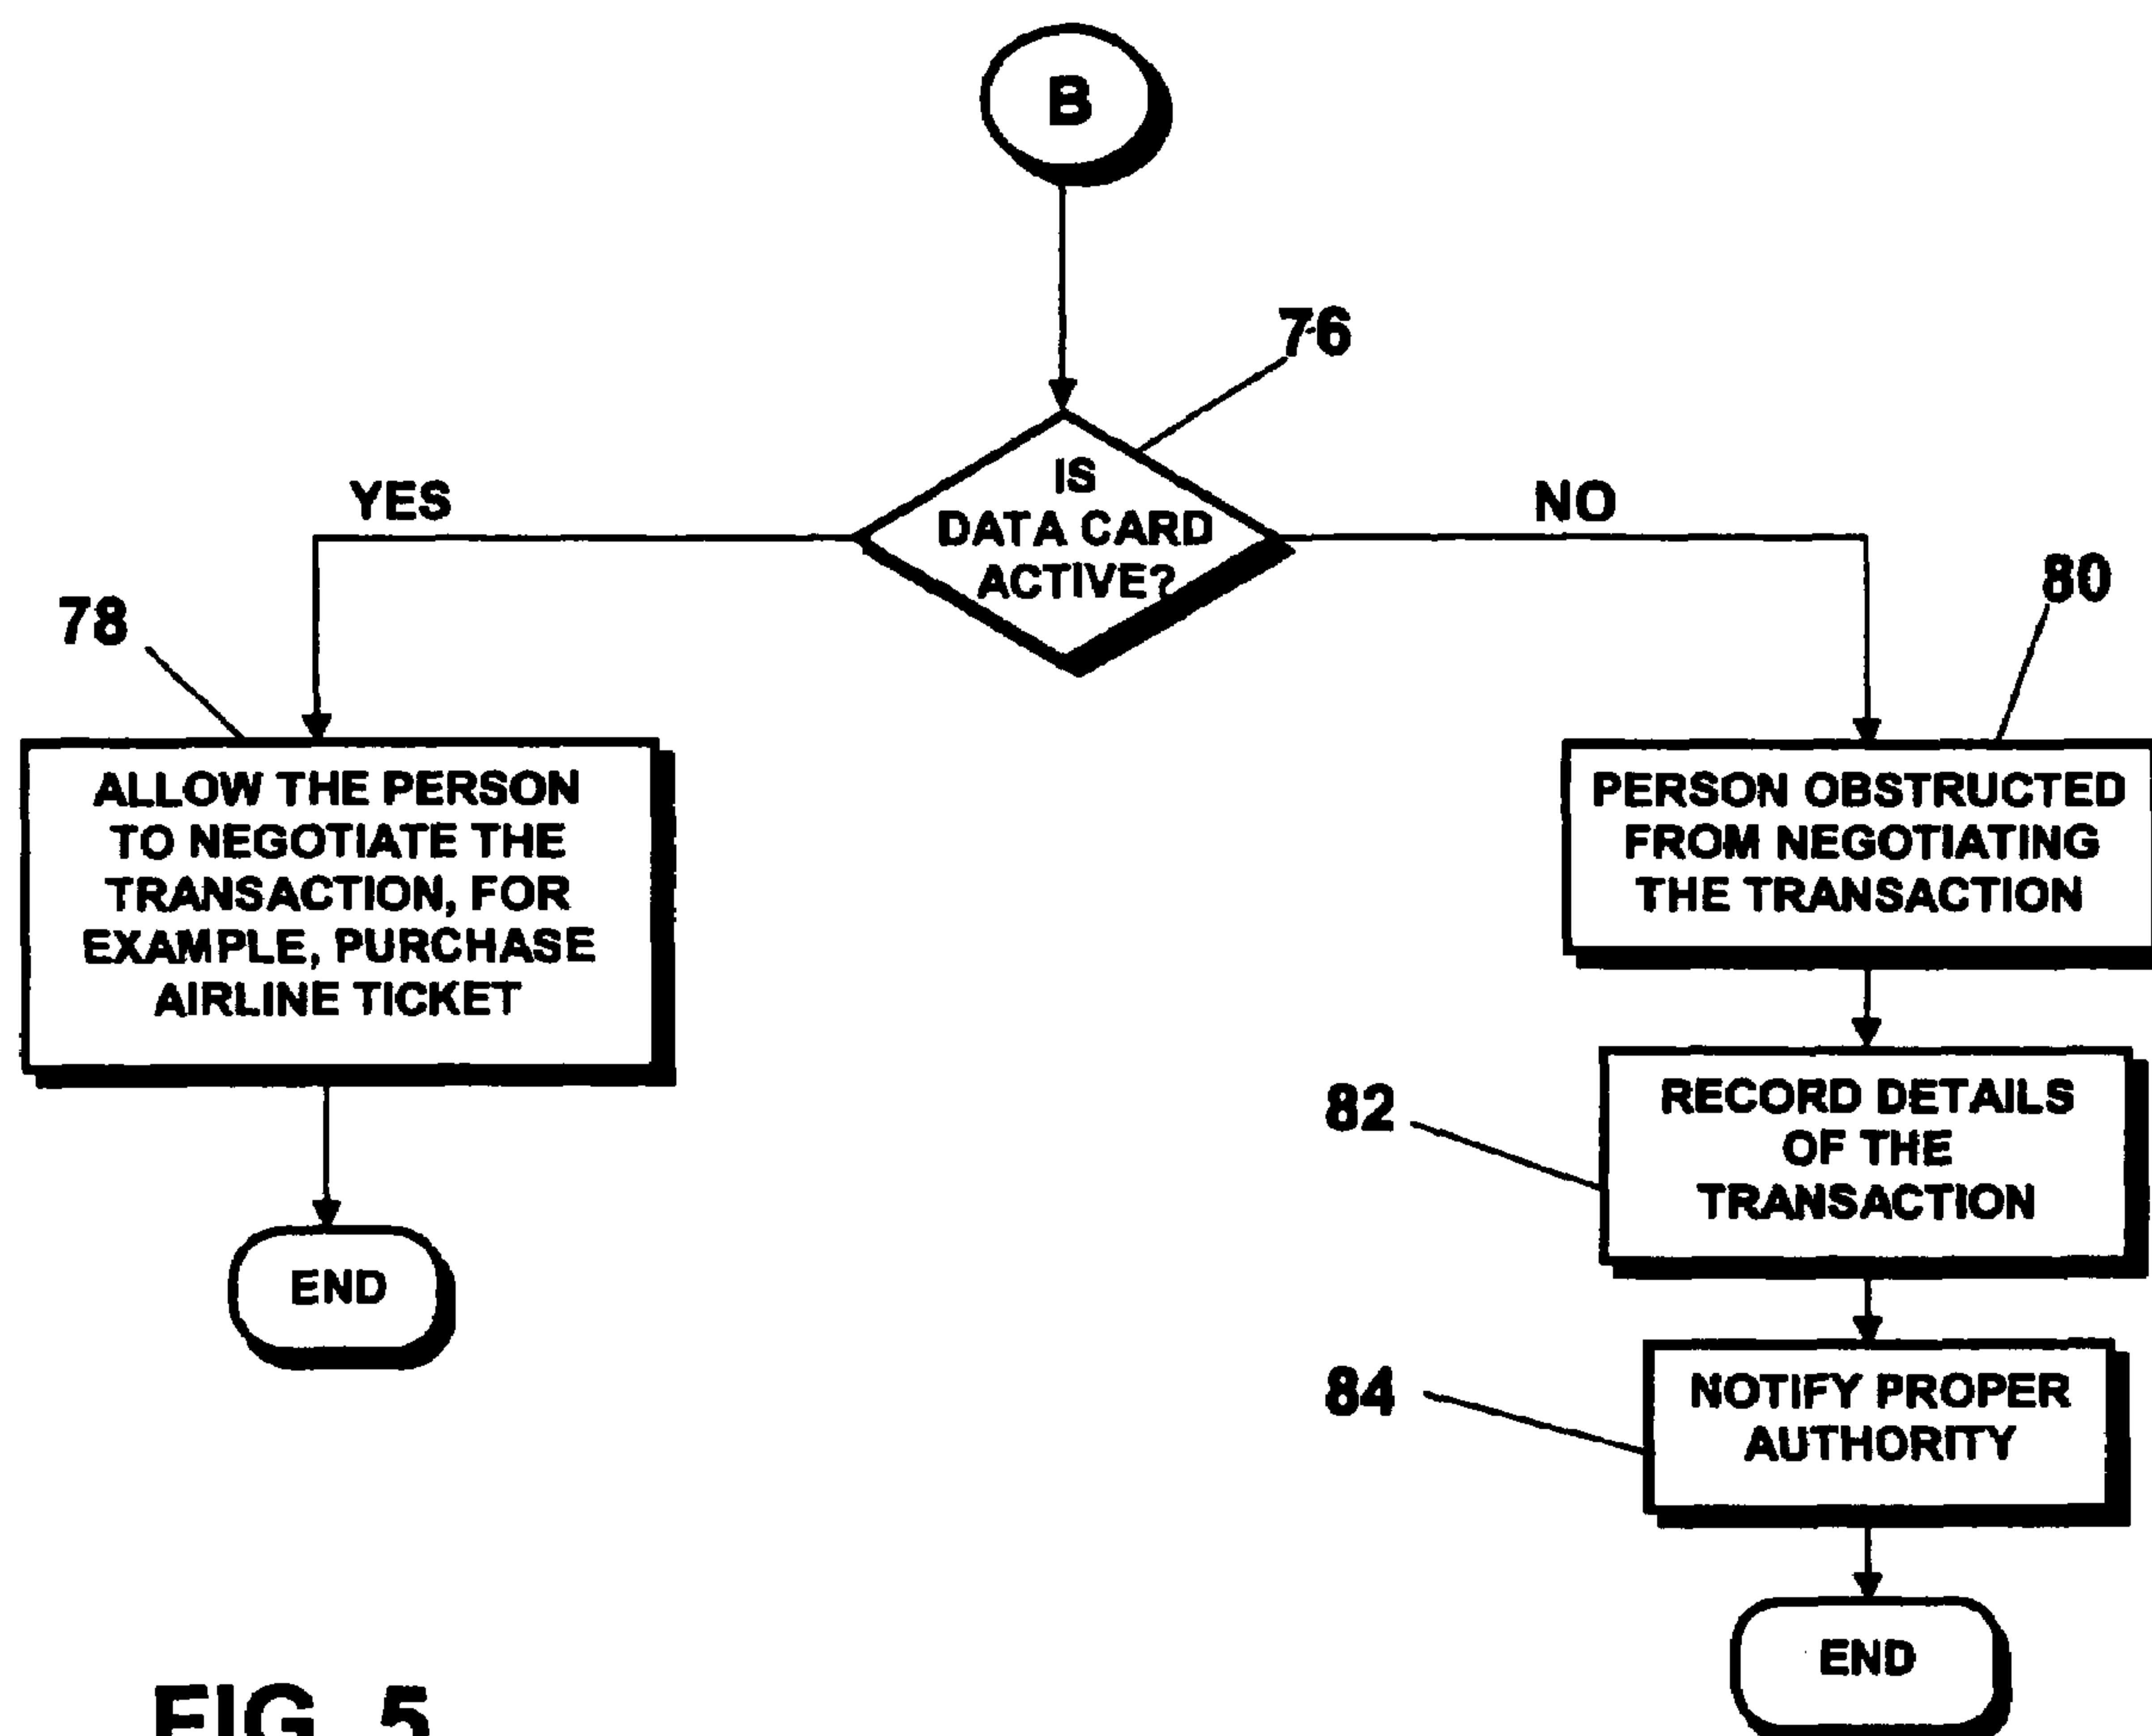 B
76
IS
DATA CARD
ACTIVE?
YES
NO
78
80
ALLOW THE PERSON
TO NEGOTIATE THE
TRANSACTION, FOR
EXAMPLE, PURCHASE
AIRLINE TICKET
PERSON OBSTRUCTED
FROM NEGOTIATING
THE TRANSACTION
82
RECORD DETAILS
OF THE
TRANSACTION
END
84
NOTIFY PROPER
AUTHORITY
END
FIG. 5